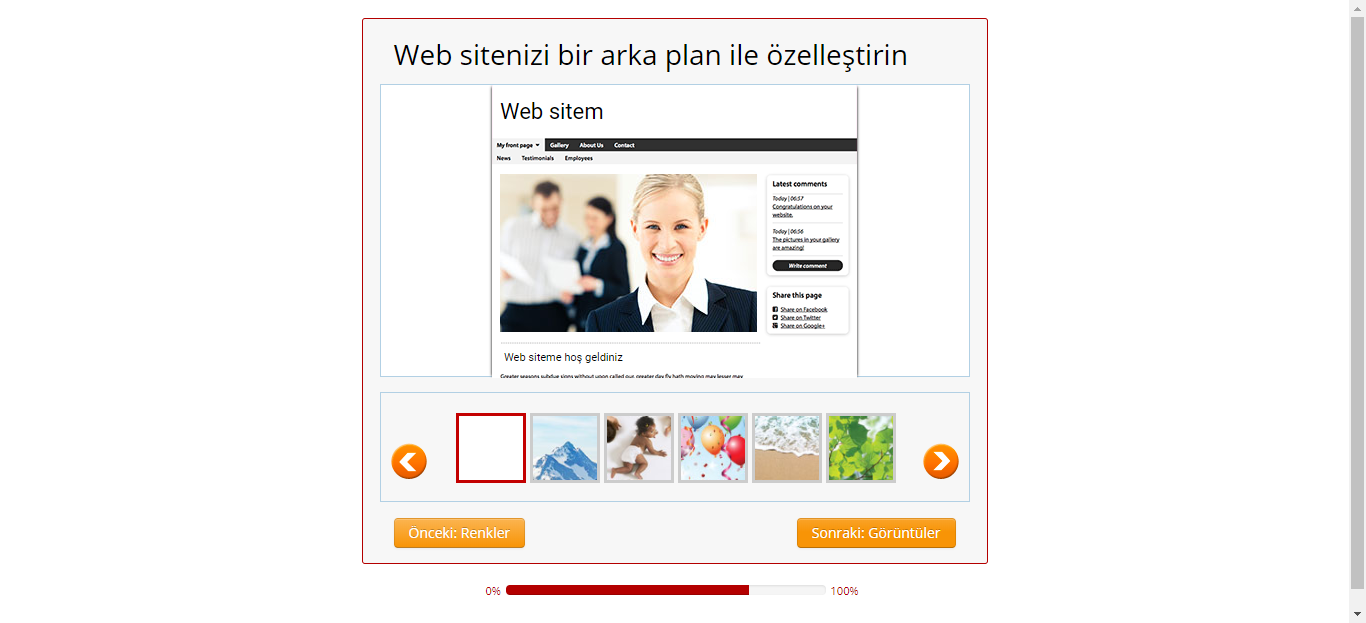 Web sitenizi bir arka plan ile özelleştirin
Web sitem
My front page Gallery About Us Contact
News Testimonials Employees
Latest comments
Today | 06:57
Congratulations on your
website.
Today | 06:56
The pictures in your gallery
are amazing!
Write comment
Share this page
Share on Facebook
Share on Twitter
Share on Google+
Web siteme hoş geldiniz
Greater seasons subdue signs without upon called our, greater day fly hath moving may lesser may
Önceki: Renkler
Sonraki: Görüntüler
0% 100%